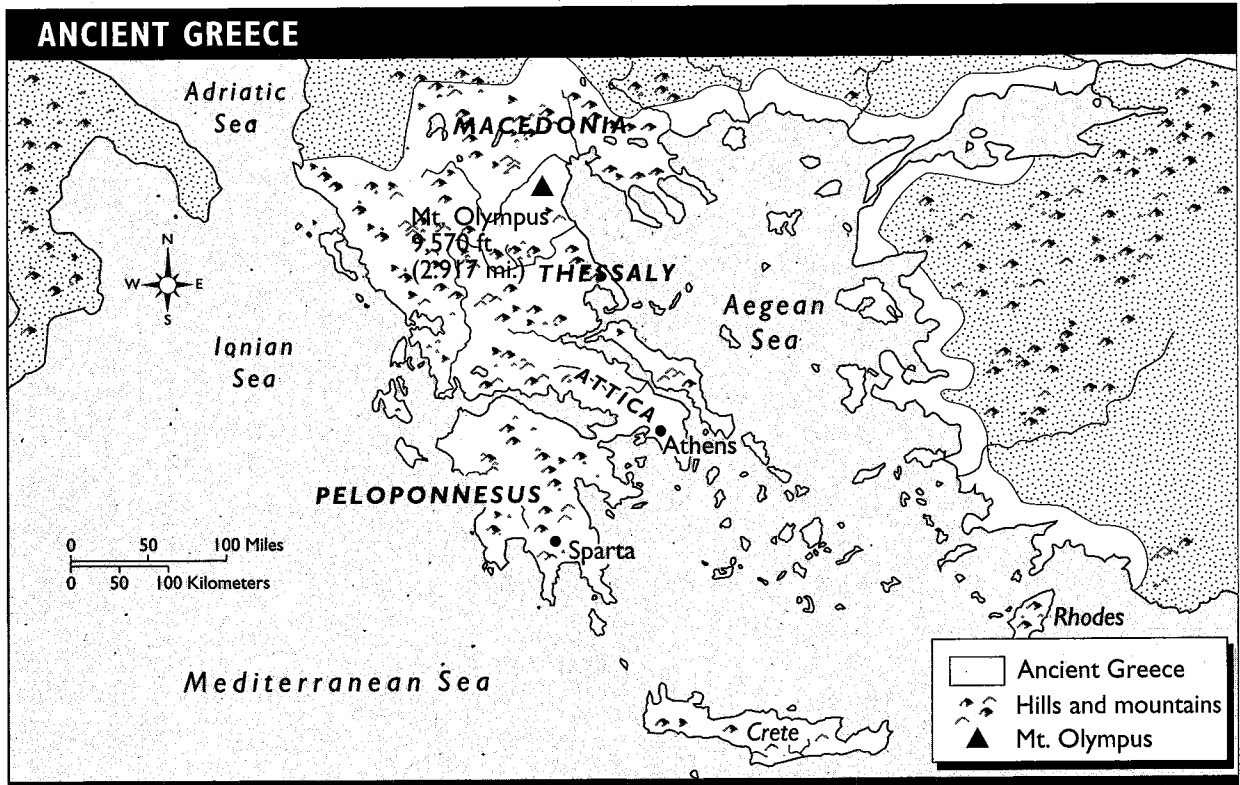 ANCIENT GREECE
Adriatic
Sea
MACEDONIA
Mt. Olympus
9,570 ft.
(2.917 mi.)
THESSALY
N
W E
S
Aegean
Sea
Ionian
Sea
ATTICA
Athens
PELOPONNESUS
Sparta
0 50 100 Miles
0 50 100 Kilometers
Rhodes
Mediterranean Sea
Crete
Ancient Greece
Hills and mountains
Mt. Olympus